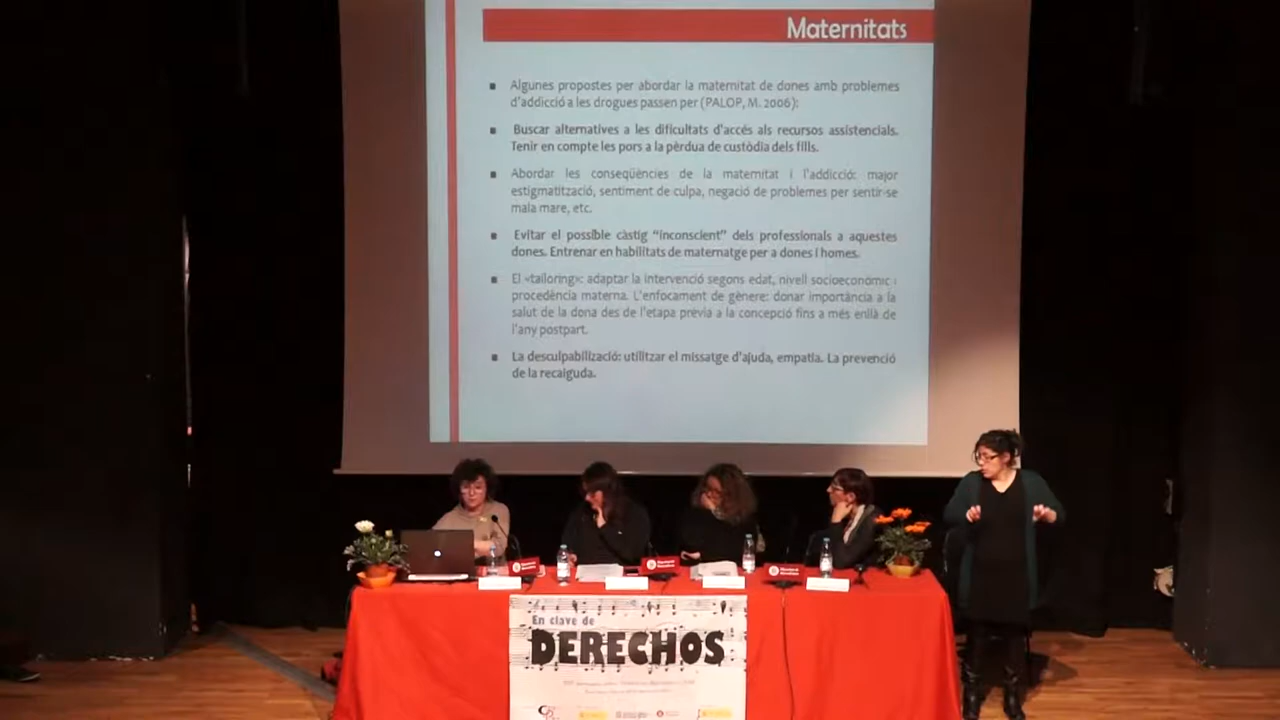 Maternitats
Algunes propostes per abordar la maternitat de dones amb problemes
d'addicció a les drogues passen per (PALOP, M. 2006):
Buscar alternatives a les dificultats d'accés als recursos assistencials.
Tenir en compte les pors a la pèrdua de custòdia dels fills.
Abordar les conseqüències de la maternitat i l'addicció: major
estigmatització, sentiment de culpa, negació de problemes per sentir-se
mala mare, etc.
Evitar el possible càstig "inconscient" dels professionals a aquestes
dones. Entrenar en habilitats de maternatge per a dones i homes.
El «tailoring»: adaptar la intervenció segons edat, nivell socioeconòmic i
procedència materna. L'enfocament de gènere: donar importància a la
salut de la dona des de l'etapa prèvia a la concepció fins a més enllà de
l'any postpart.
La desculpabilizació: utilitzar el missatge d'ajuda, empatia. La prevenció
de la recaiguda.
En clave de
DERECHOS